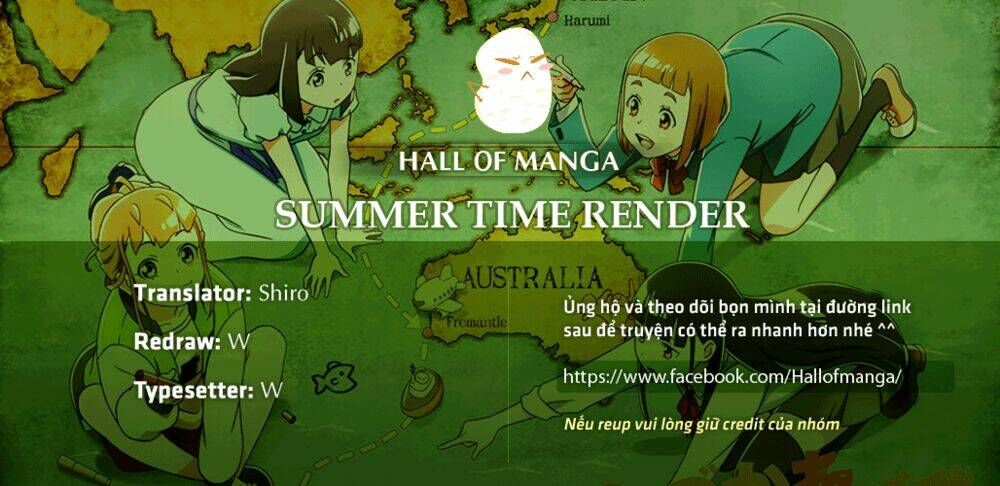 Harumi
HALL OF MANGA
SUMMER TIME RENDER
AUSTRALIA
Fremantle
Translator: Shiro
Redraw: W
Typesetter: W
Ủng hộ và theo dõi bọn mình tại đường link
sau để truyện có thể ra nhanh hơn nhé ^^
https://www.facebook.com/Hallofmanga/
Nếu reup vui lòng giữ credit của nhóm